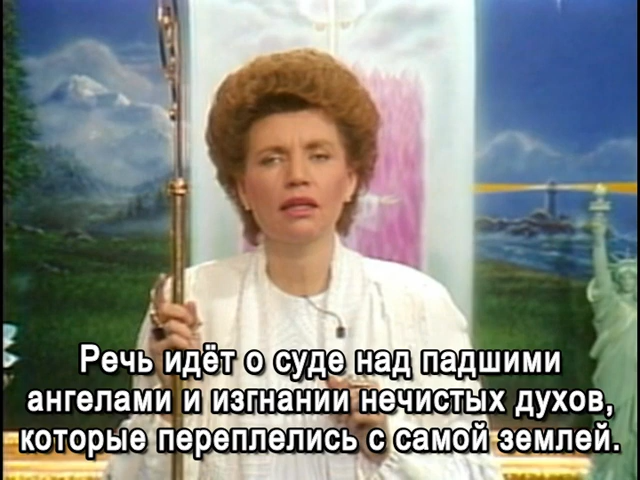 Речь идёт о суде над падшими
ангелами и изгнании нечистых духов,
которые переплелись с самой землей.